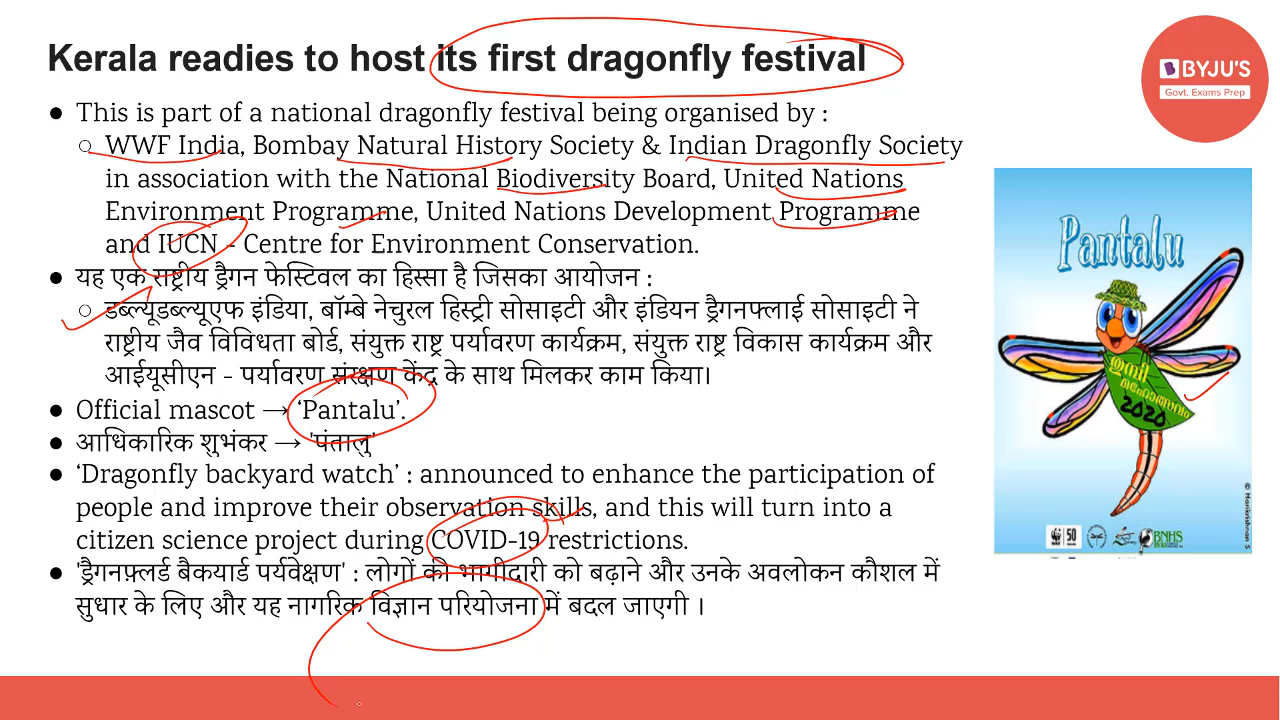 Kerala readies to host its first dragonfly festival
BYJU'S
Govt. Exams Prep
● This is part of a national dragonfly festival being organised by :
○ WWF India, Bombay Natural History Society & Indian Dragonfly Society
in association with the National Biodiversity Board, United Nations
Environment Programme, United Nations Development Programme
and IUCN - Centre for Environment Conservation.
● यह एक राष्ट्रीय ड्रैगन फेस्टिवल का हिस्सा है जिसका आयोजन :
○ डब्ल्यूडब्ल्यूएफ इंडिया, बॉम्बे नेचुरल हिस्ट्री सोसाइटी और इंडियन ड्रैगनफ्लाई सोसाइटी ने
राष्ट्रीय जैव विविधता बोर्ड, संयुक्त राष्ट्र पर्यावरण कार्यक्रम, संयुक्त राष्ट्र विकास कार्यक्रम और
आईयूसीएन - पर्यावरण संरक्षण केंद्र के साथ मिलकर काम किया।
● Official mascot → ‘Pantalu’.
● आधिकारिक शुभंकर → 'पंतालु'
● ‘Dragonfly backyard watch’ : announced to enhance the participation of
people and improve their observation skills, and this will turn into a
citizen science project during COVID-19 restrictions.
● 'ड्रैगनफ़्लर्ड बैकयार्ड पर्यवेक्षण' : लोगों की भागीदारी को बढ़ाने और उनके अवलोकन कौशल में
सुधार के लिए और यह नागरिक विज्ञान परियोजना में बदल जाएगी ।
Pantalu
തുമ്പി
മഹോത്സവം
2020
WWF
50
BNHS